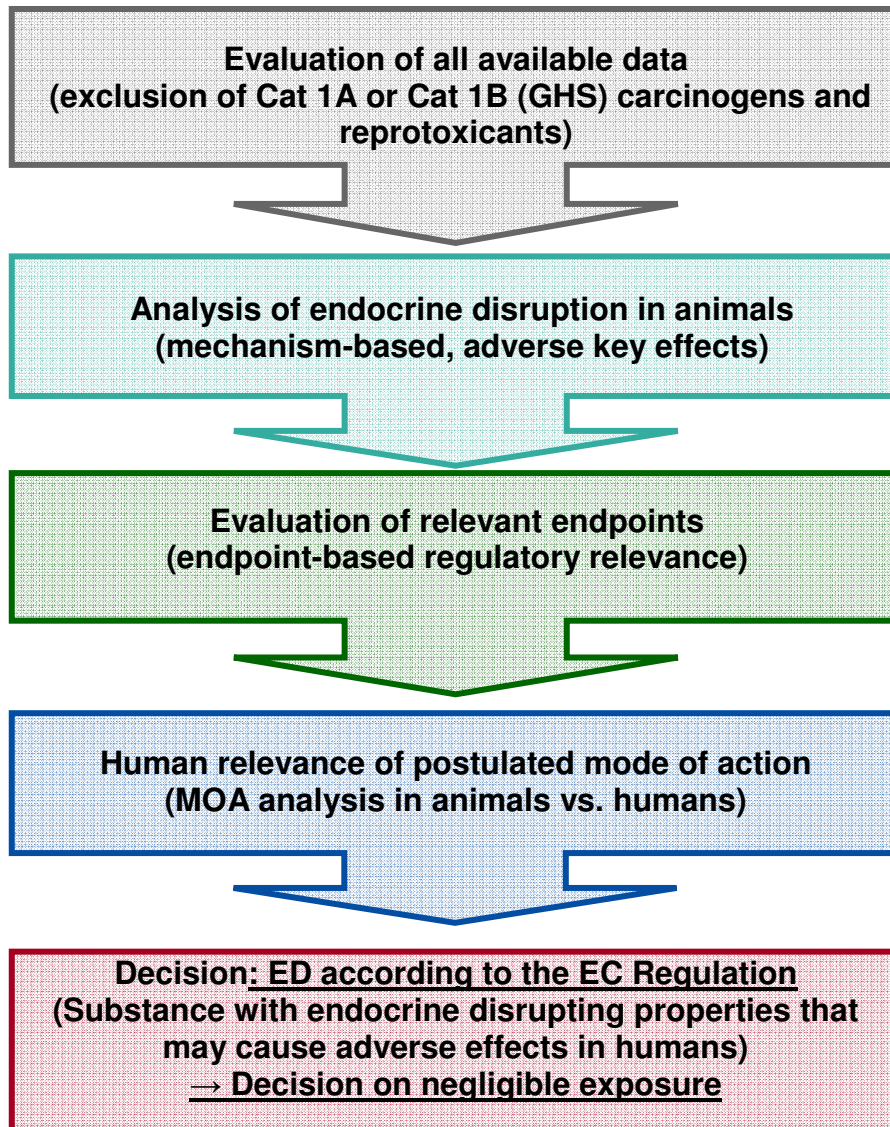 Evaluation of all available data
(exclusion of Cat 1A or Cat 1B (GHS) carcinogens and
reprotoxicants)
Analysis of endocrine disruption in animals
(mechanism-based, adverse key effects)
Evaluation of relevant endpoints
(endpoint-based regulatory relevance)
Human relevance of postulated mode of action
(MOA analysis in animals vs. humans)
Decision: ED according to the EC Regulation
(Substance with endocrine disrupting properties that
may cause adverse effects in humans)
→ Decision on negligible exposure